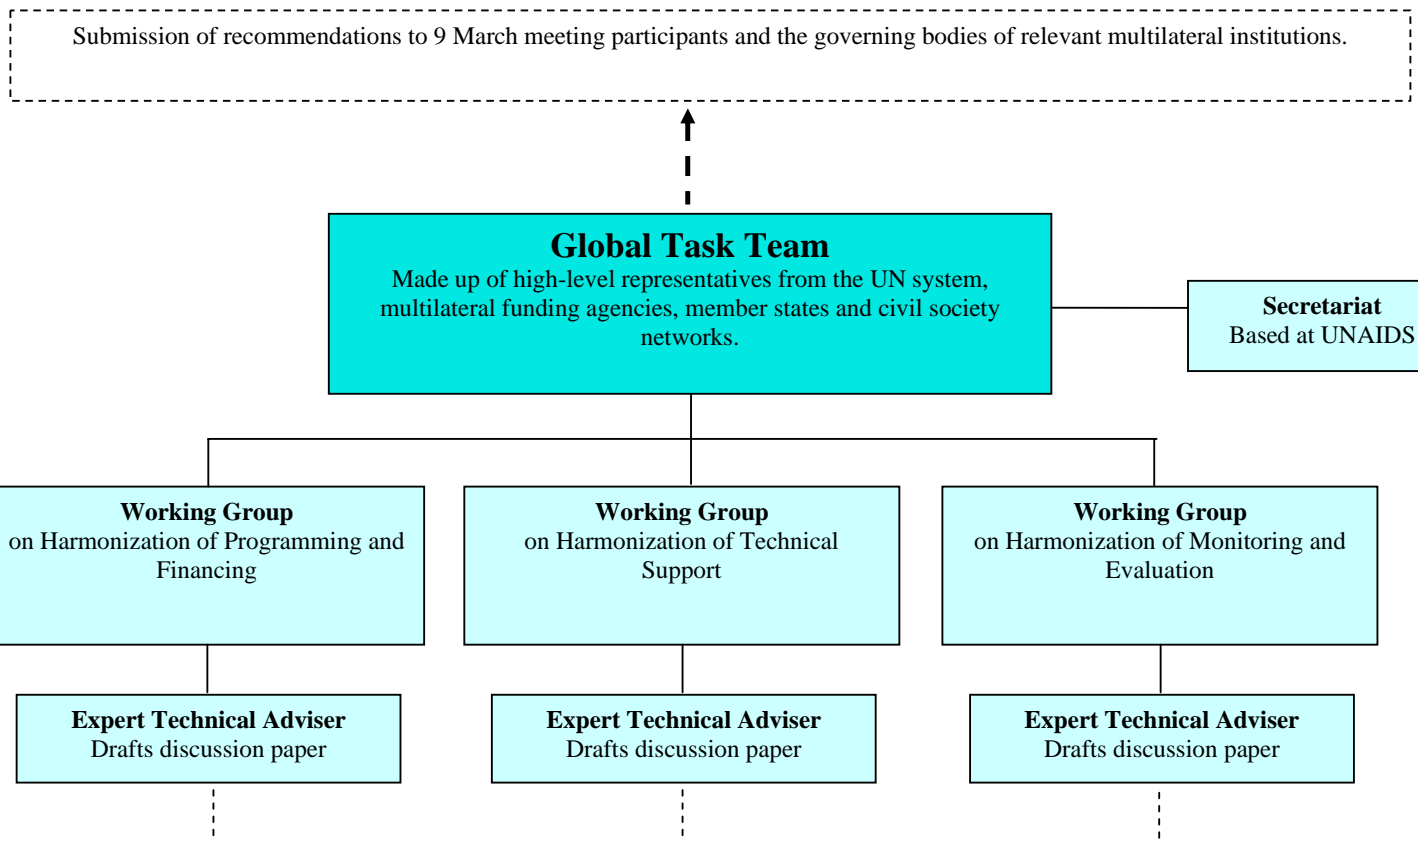 Submission of recommendations to 9 March meeting participants and the governing bodies of relevant multilateral institutions.
Global Task Team
Made up of high-level representatives from the UN system,
multilateral funding agencies, member states and civil society
networks.
Secretariat
Based at UNAIDS
Working Group
on Harmonization of Programming and
Financing
Working Group
on Harmonization of Technical
Support
Working Group
on Harmonization of Monitoring and
Evaluation
Expert Technical Adviser
Drafts discussion paper
Expert Technical Adviser
Drafts discussion paper
Expert Technical Adviser
Drafts discussion paper